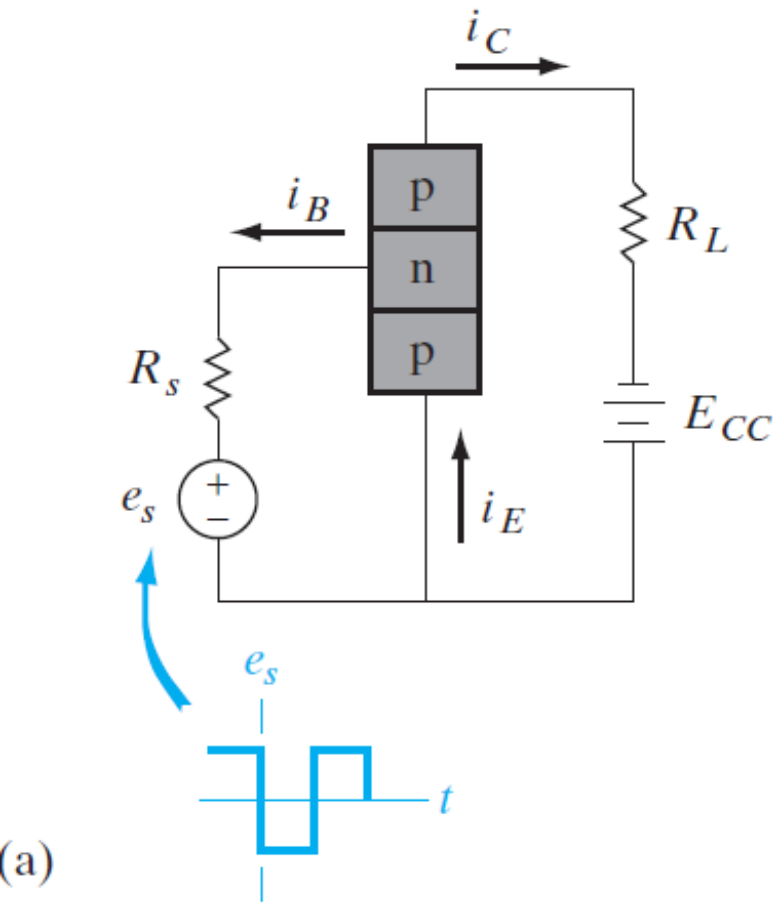 i_C
p
i_B
R_L
n
R_s
p
E_CC
+
e_s
−
i_E
e_s
t
(a)